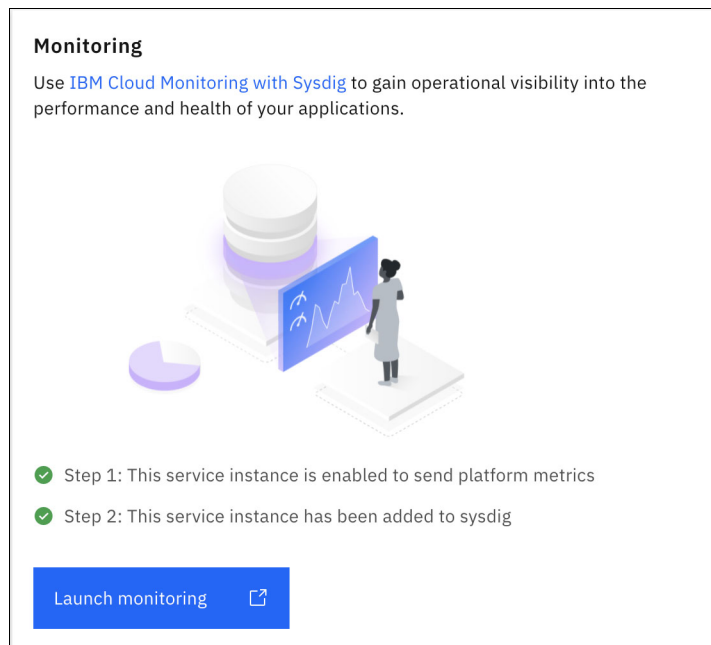 Monitoring
Use IBM Cloud Monitoring with Sysdig to gain operational visibility into the
performance and health of your applications.
Step 1: This service instance is enabled to send platform metrics
Step 2: This service instance has been added to sysdig
Launch monitoring